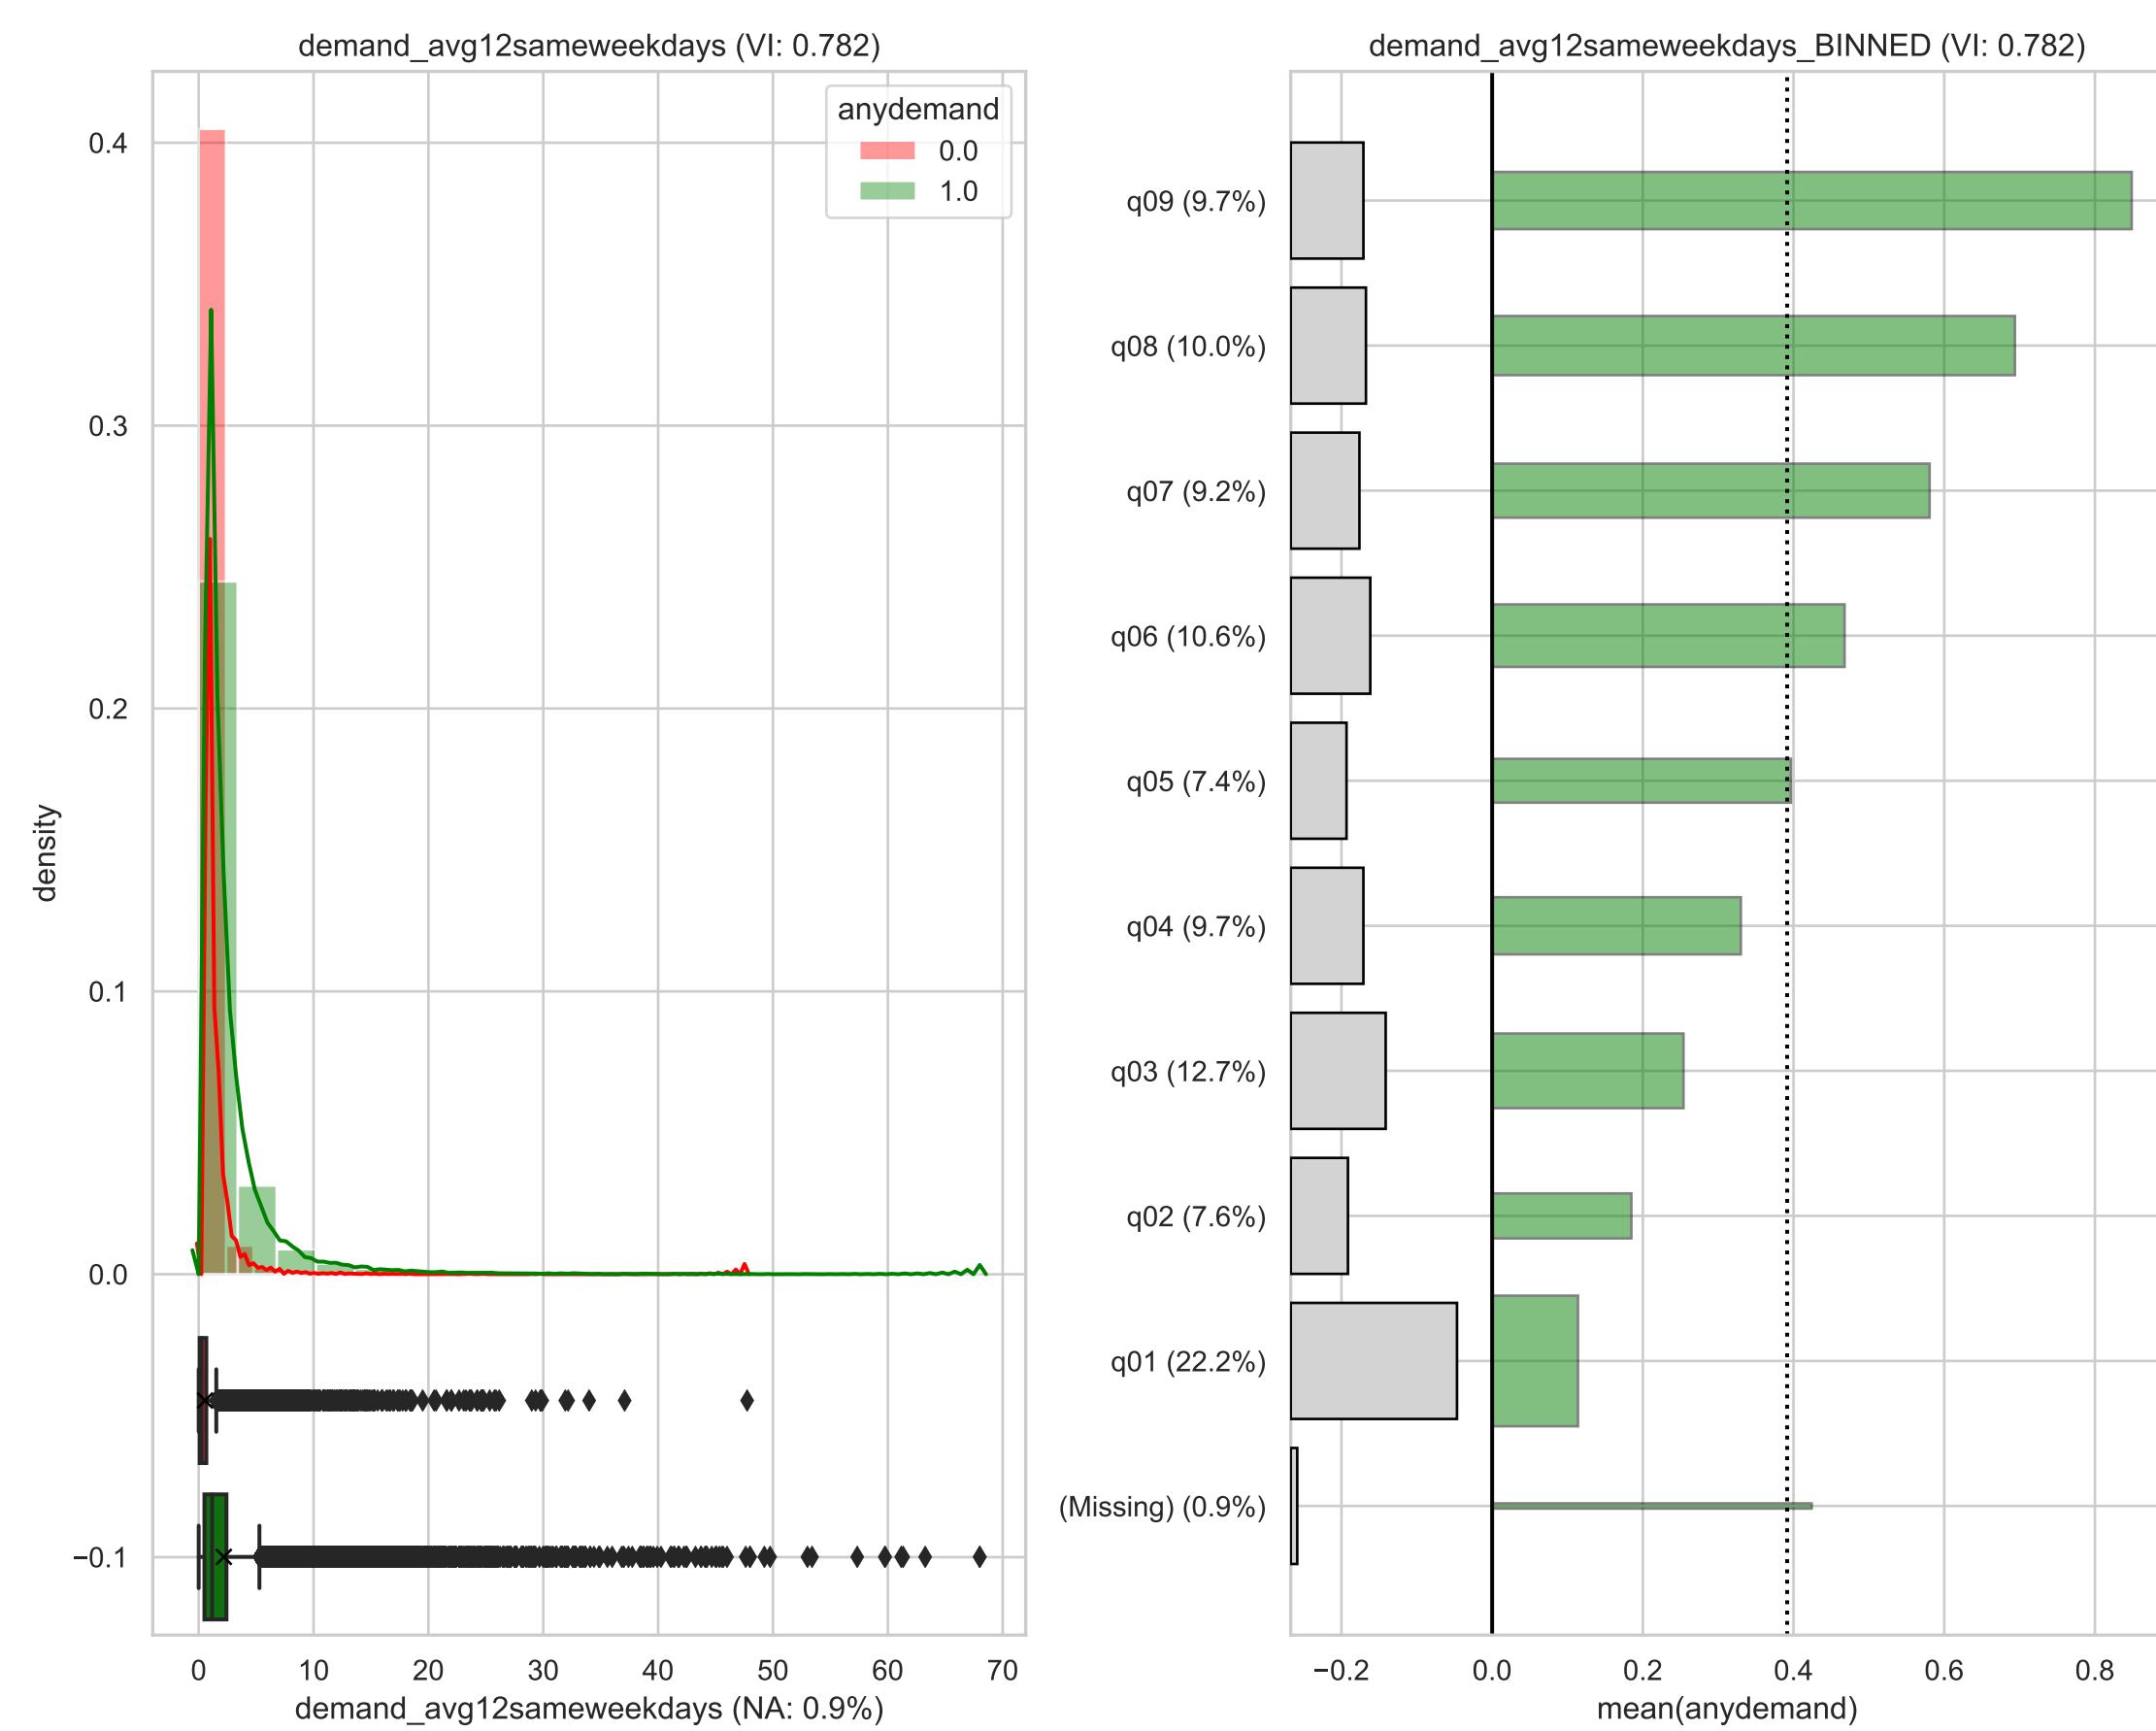 demand_avg12sameweekdays (VI: 0.782)
anydemand
0.0
1.0
0.4
0.3
0.2
0.1
0.0
−0.1
density
0 10 20 30 40 50 60 70
demand_avg12sameweekdays (NA: 0.9%)
demand_avg12sameweekdays_BINNED (VI: 0.782)
q09 (9.7%)
q08 (10.0%)
q07 (9.2%)
q06 (10.6%)
q05 (7.4%)
q04 (9.7%)
q03 (12.7%)
q02 (7.6%)
q01 (22.2%)
(Missing) (0.9%)
−0.2 0.0 0.2 0.4 0.6 0.8
mean(anydemand)